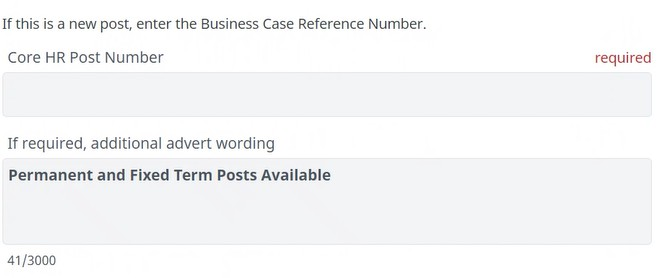 If this is a new post, enter the Business Case Reference Number.
Core HR Post Number required
If required, additional advert wording
Permanent and Fixed Term Posts Available
41/3000